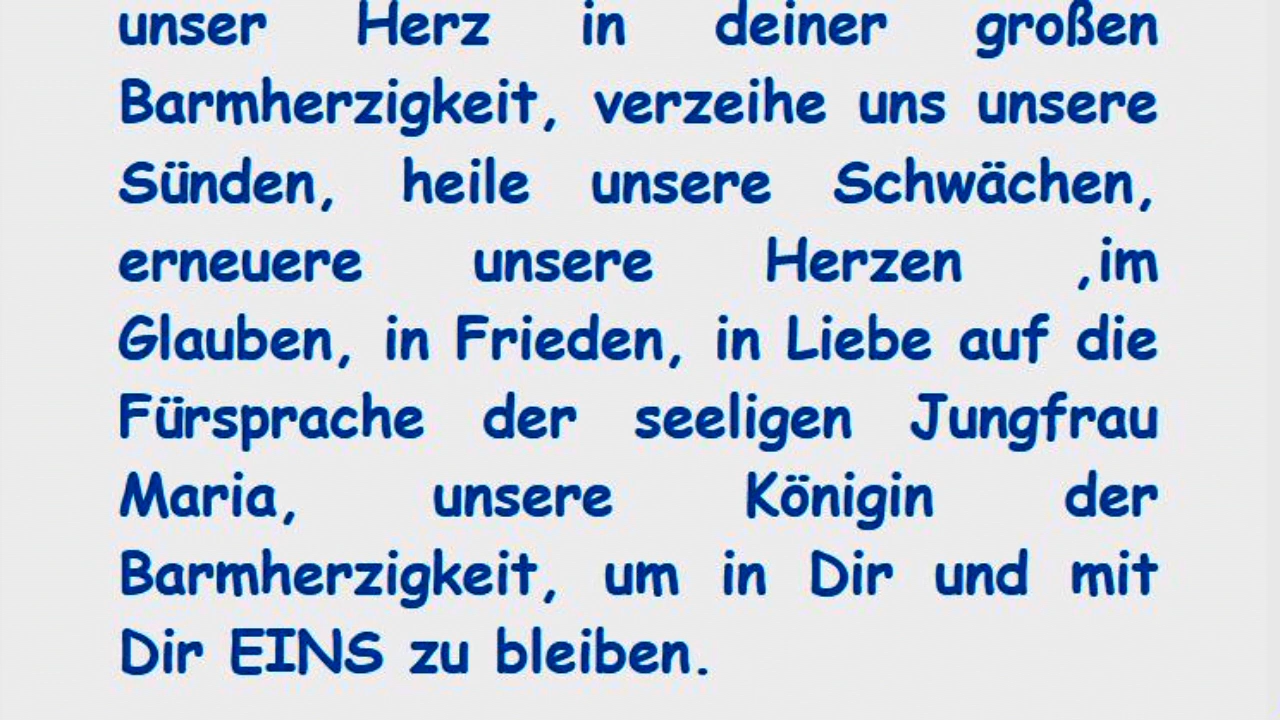 unser Herz in deiner großen
Barmherzigkeit, verzeihe uns unsere
Sünden, heile unsere Schwächen,
erneuere unsere Herzen ,im
Glauben, in Frieden, in Liebe auf die
Fürsprache der seeligen Jungfrau
Maria, unsere Königin der
Barmherzigkeit, um in Dir und mit
Dir EINS zu bleiben.